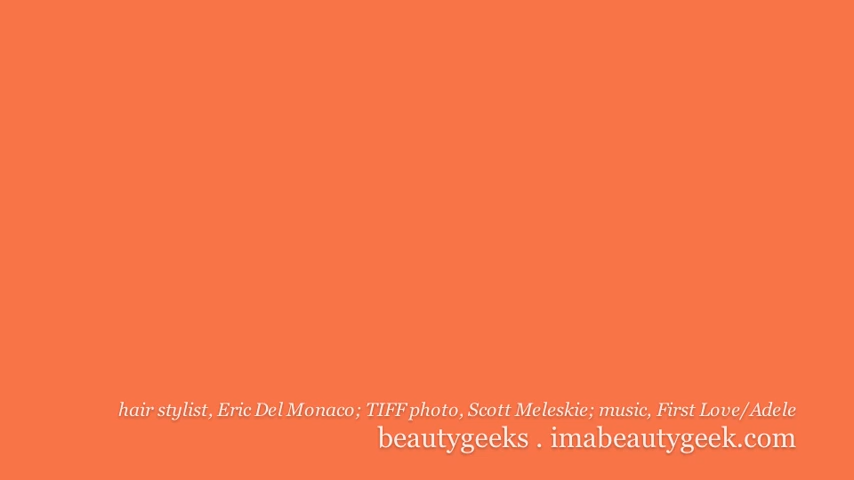 hair stylist, Eric Del Monaco; TIFF photo, Scott Meleskie; music, First Love/Adele
beautygeeks . imabeautygeek.com